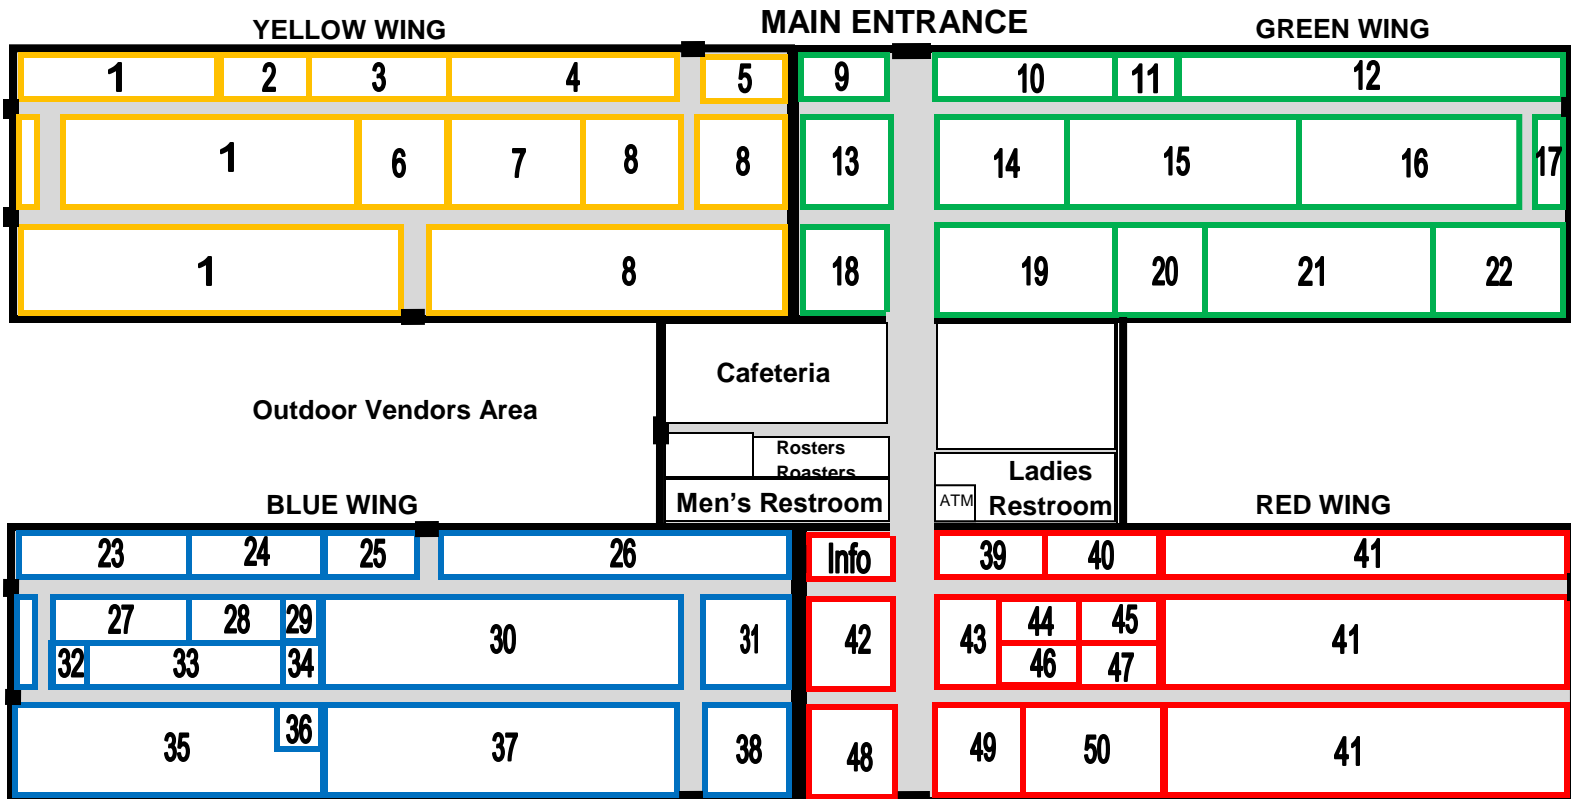 MAIN ENTRANCE
YELLOW WING
GREEN WING
1 2 3 4 5 9 10 11 12
1 6 7 8 8 13 14 15 16 17
1 8 18 19 20 21 22
Cafeteria
Outdoor Vendors Area
Rosters
Roasters
Ladies
Men's Restroom
ATM
Restroom
BLUE WING
RED WING
23 24 25 26 Info 39 40 41
27 28 29 30 31 42 43 44 45 41
32 33 34 46 47
35 36 37 38 48 49 50 41